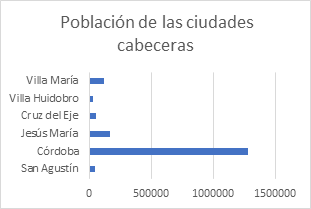 Población de las ciudades
cabeceras
Villa María
Villa Huidobro
Cruz del Eje
Jesús María
Córdoba
San Agustín
0 500000 1000000 1500000